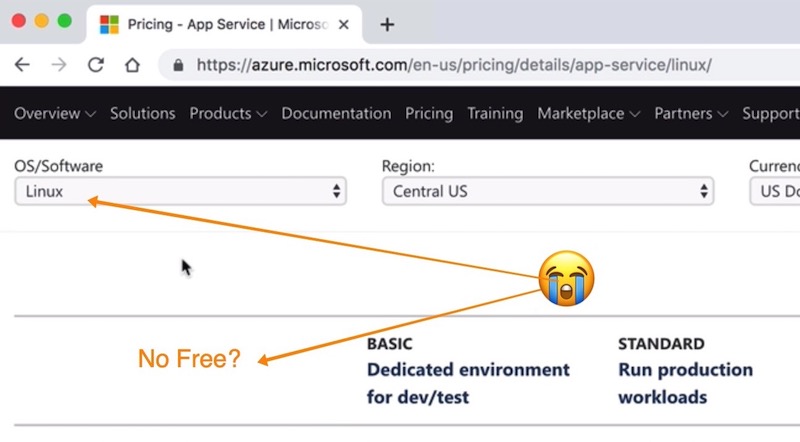 Pricing - App Service | Micros
https://azure.microsoft.com/en-us/pricing/details/app-service/linux/
Overview Solutions Products Documentation Pricing Training Marketplace Partners Support
OS/Software Region: Currenc
Linux Central US US Do
No Free?
BASIC STANDARD
Dedicated environment Run production
for dev/test workloads